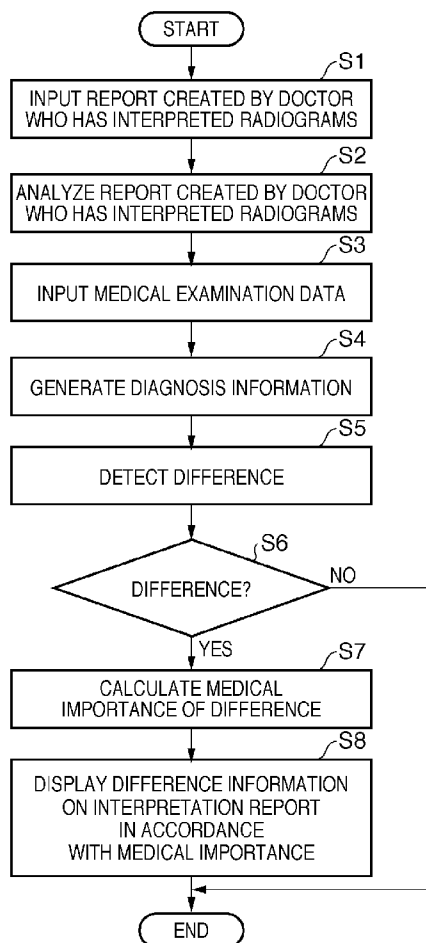 START
S1
INPUT REPORT CREATED BY DOCTOR
WHO HAS INTERPRETED RADIOGRAMS
S2
ANALYZE REPORT CREATED BY DOCTOR
WHO HAS INTERPRETED RADIOGRAMS
S3
INPUT MEDICAL EXAMINATION DATA
S4
GENERATE DIAGNOSIS INFORMATION
S5
DETECT DIFFERENCE
S6
DIFFERENCE?
NO
YES
S7
CALCULATE MEDICAL
IMPORTANCE OF DIFFERENCE
S8
DISPLAY DIFFERENCE INFORMATION
ON INTERPRETATION REPORT
IN ACCORDANCE
WITH MEDICAL IMPORTANCE
END